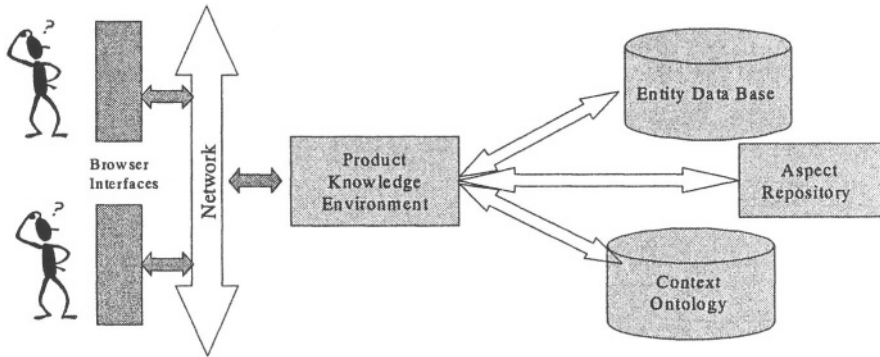 ?
Browser
Interfaces
?
Network
Product
Knowledge
Environment
Entity Data Base
Aspect
Repository
Context
Ontology